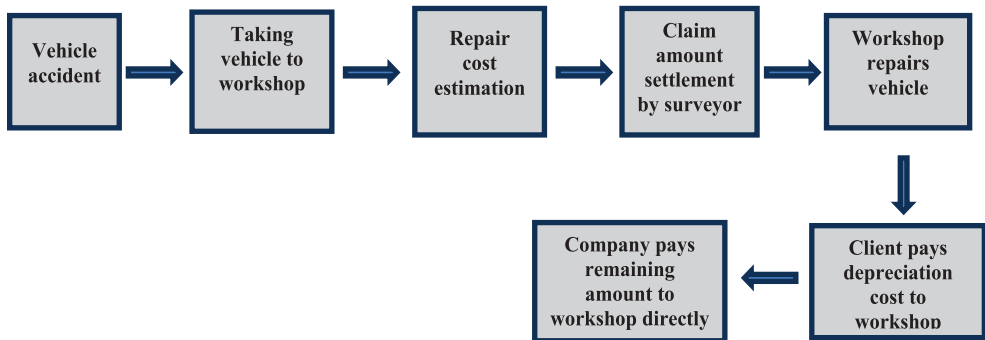 Vehicle
accident
Taking
vehicle to
workshop
Repair
cost
estimation
Claim
amount
settlement
by surveyor
Workshop
repairs
vehicle
Client pays
depreciation
cost to
workshop
Company pays
remaining
amount to
workshop directly